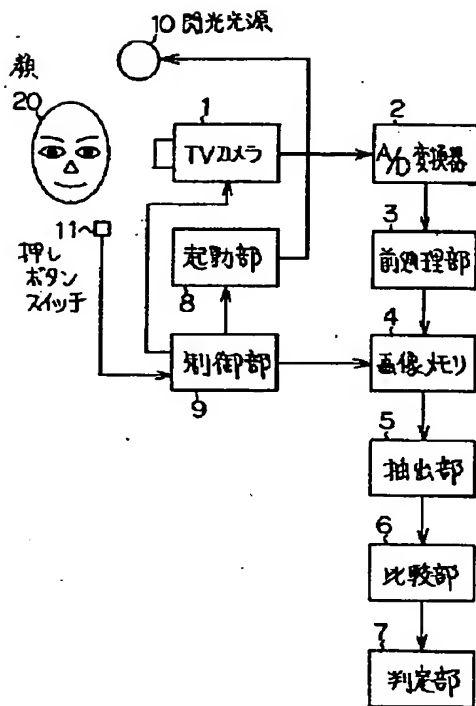 10 閃光光源
顔
20
1
TVカメラ
2
A/D変換器
11
押し
ボタン
スイッチ
3
前処理部
起動部
8
4
画像メモリ
制御部
9
5
抽出部
6
比較部
7
判定部